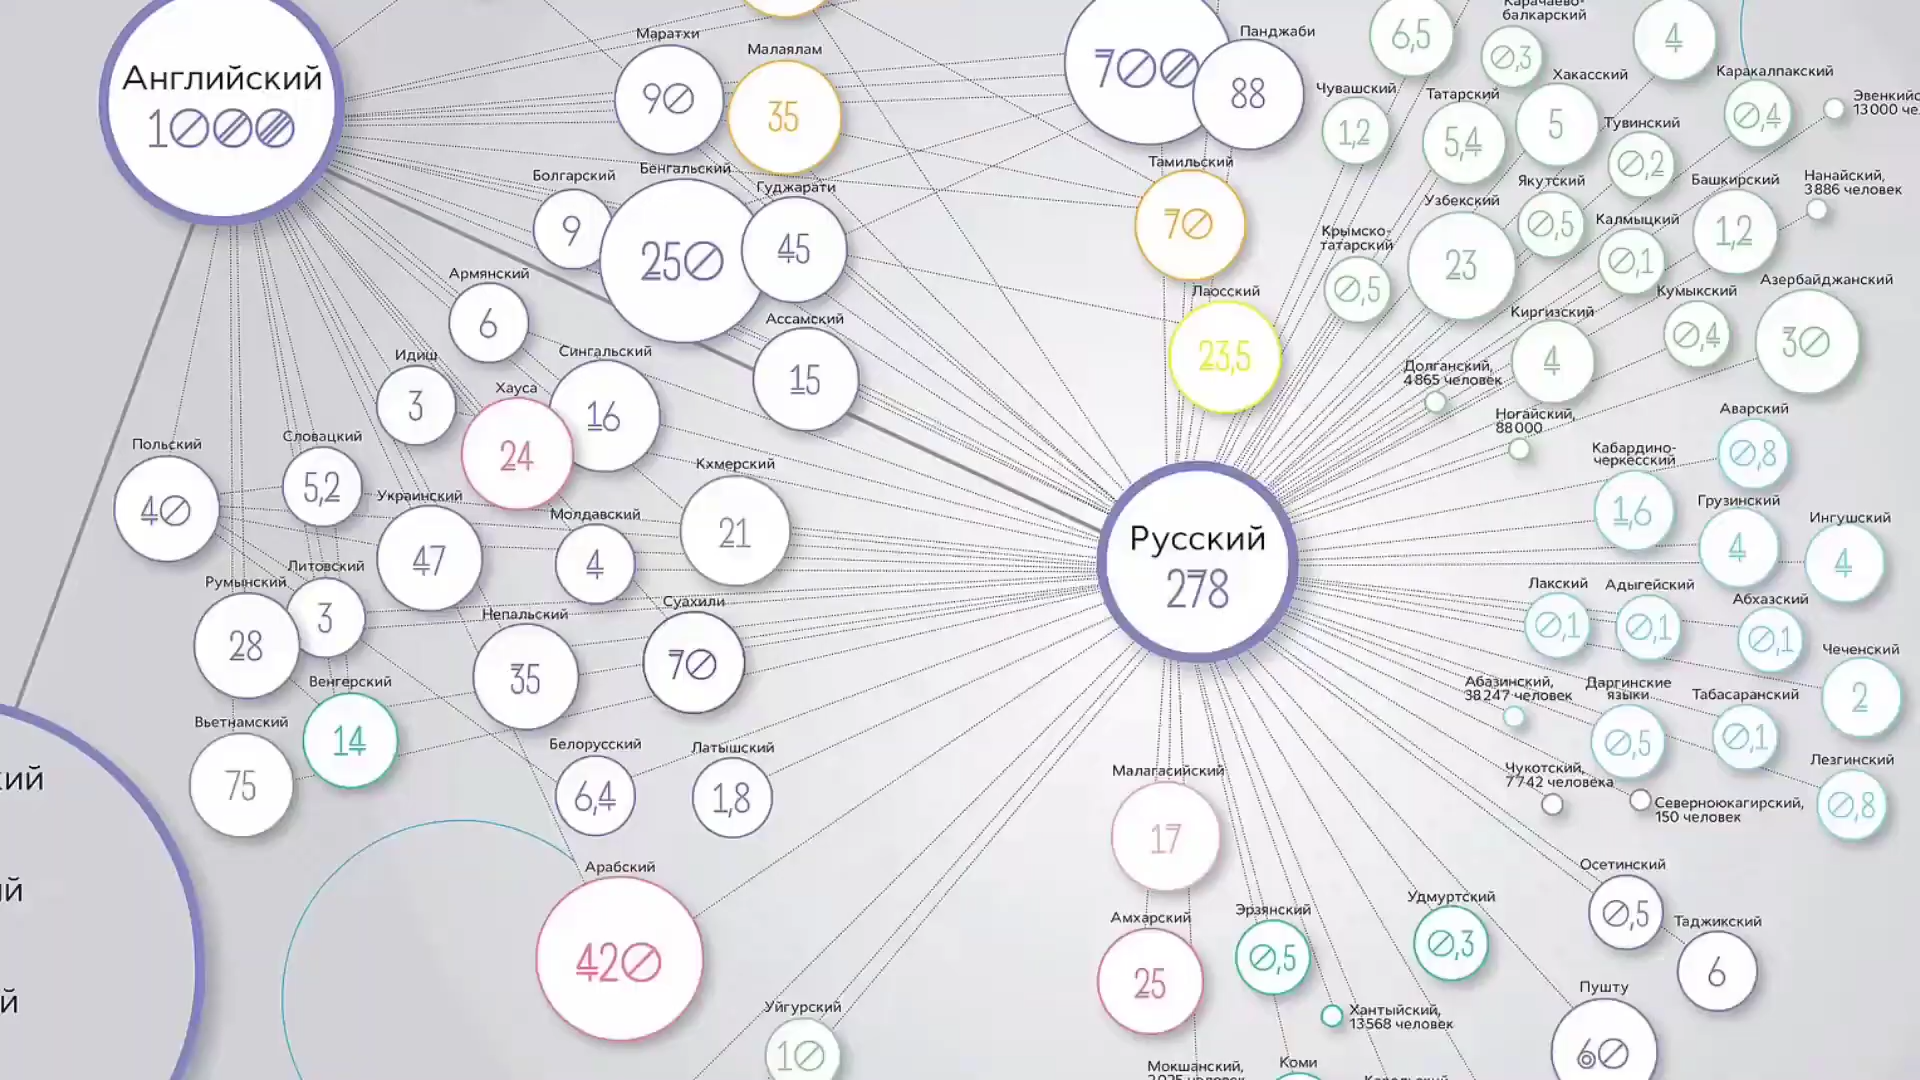 Английский
1000
Маратхи
90
Малаялам
35
700
Панджаби
88
6,5
Карачаево-
балкарский
0,3
4
Чувашский
1,2
Татарский
5,4
Хакасский
5
Каракалпакский
0,4
13000
Тувинский
0,2
Болгарский
9
Бенгальский
250
Гуджарати
45
Тамильский
70
Якутский
0,5
Башкирский
1,2
Нанайский,
3886 человек
Узбекский
23
Калмыцкий
0,1
Крымско-
татарский
0,5
Армянский
6
Лаосский
23,5
Кумыкский
0,4
Азербайджанский
30
Киргизский
4
Ассамский
15
Идиш
3
Хауса
24
Сингальский
16
Долганский,
4865 человек
Ногайский,
88000
Аварский
0,8
Польский
40
Словацкий
5,2
Украинский
47
Кхмерский
21
Молдавский
4
Русский
278
Кабардино-
черкесский
1,6
Грузинский
4
Ингушский
4
Румынский
28
Литовский
3
Непальский
35
Суахили
70
Лакский
0,1
Адыгейский
0,1
Абхазский
0,1
Чеченский
2
Венгерский
14
Вьетнамский
75
Абазинский,
38247 человек
Даргинские
языки
0,5
Табасаранский
0,1
Белорусский
6,4
Латышский
1,8
Малагасийский
17
Чукотский,
7742 человека
Северноюкагирский,
150 человек
Лезгинский
0,8
кий
ий
й
Арабский
420
Амхарский
25
Эрзянский
0,5
Удмуртский
0,3
Осетинский
0,5
Таджикский
6
Пушту
60
Уйгурский
10
Хантыйский,
13568 человек
Мокшанский,
Коми